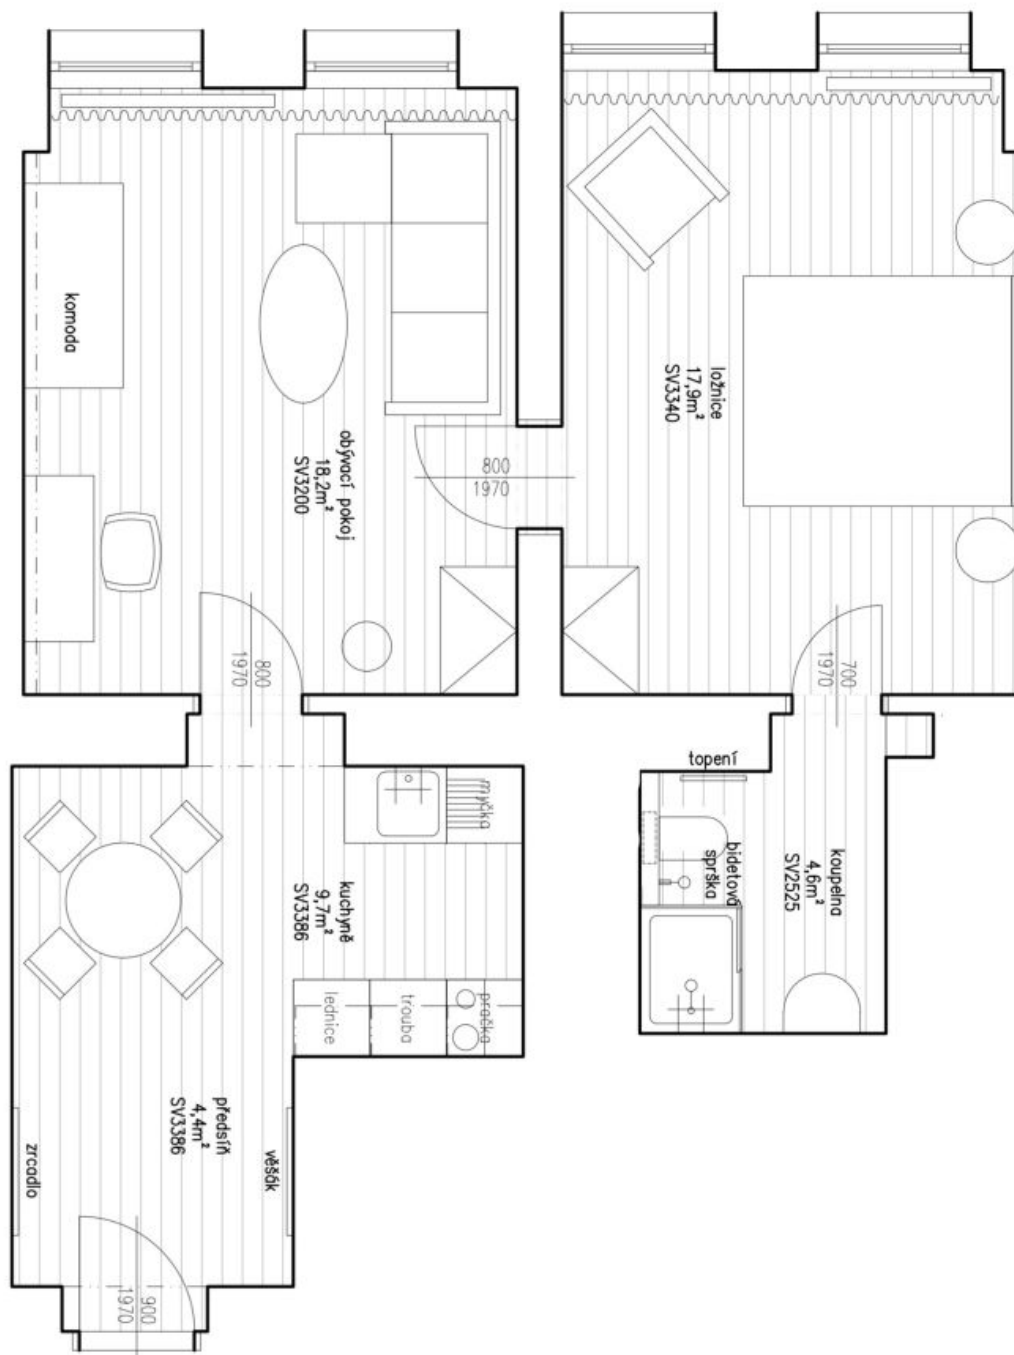 komoda
obývací pokoj
18,2m²
SV3200
ložnice
17,9m²
SV3340
800
1970
800
1970
700
1970
topení
bidetová
sprška
koupelna
4,6m²
SV2525
myčka
kuchyně
9,7m²
SV3386
lednice
trouba
pračka
předsíň
4,4m²
SV3386
věšák
zrcadlo
900
1970